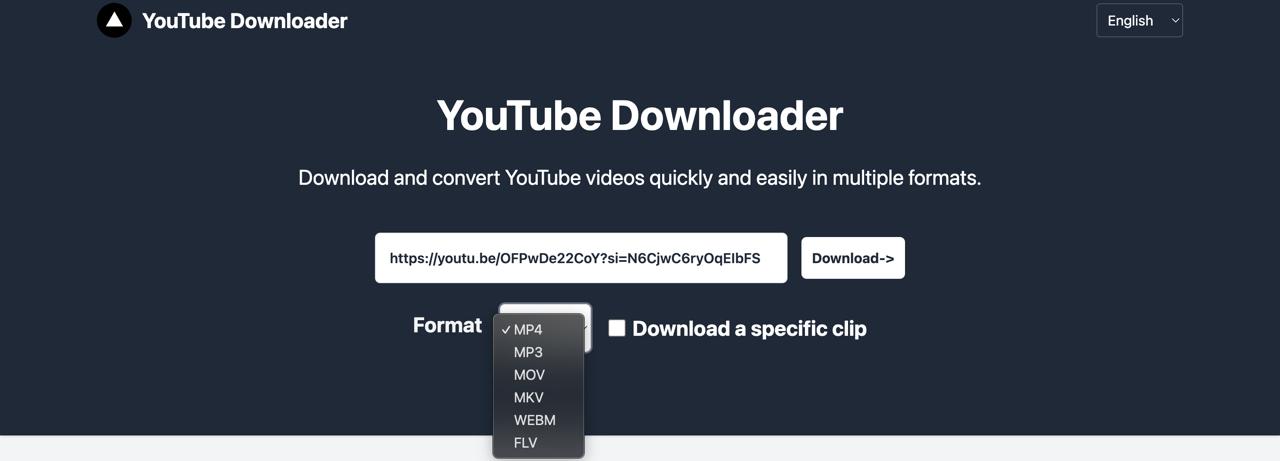 YouTube Downloader
English
YouTube Downloader
Download and convert YouTube videos quickly and easily in multiple formats.
https://youtu.be/OFPwDe22CoY?si=N6CjwC6ryOqElbFS
Download->
Format
MP4
MP3
MOV
MKV
WEBM
FLV
Download a specific clip